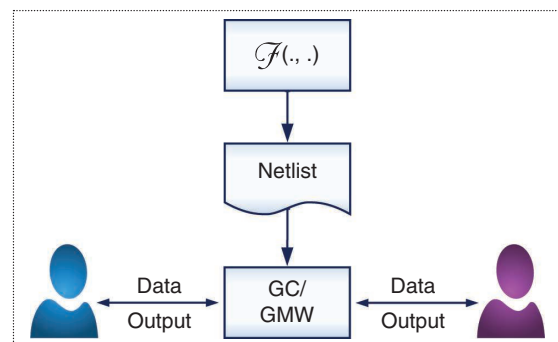 ℱ(., .)
Netlist
Data
GC/
GMW
Data
Output
Output